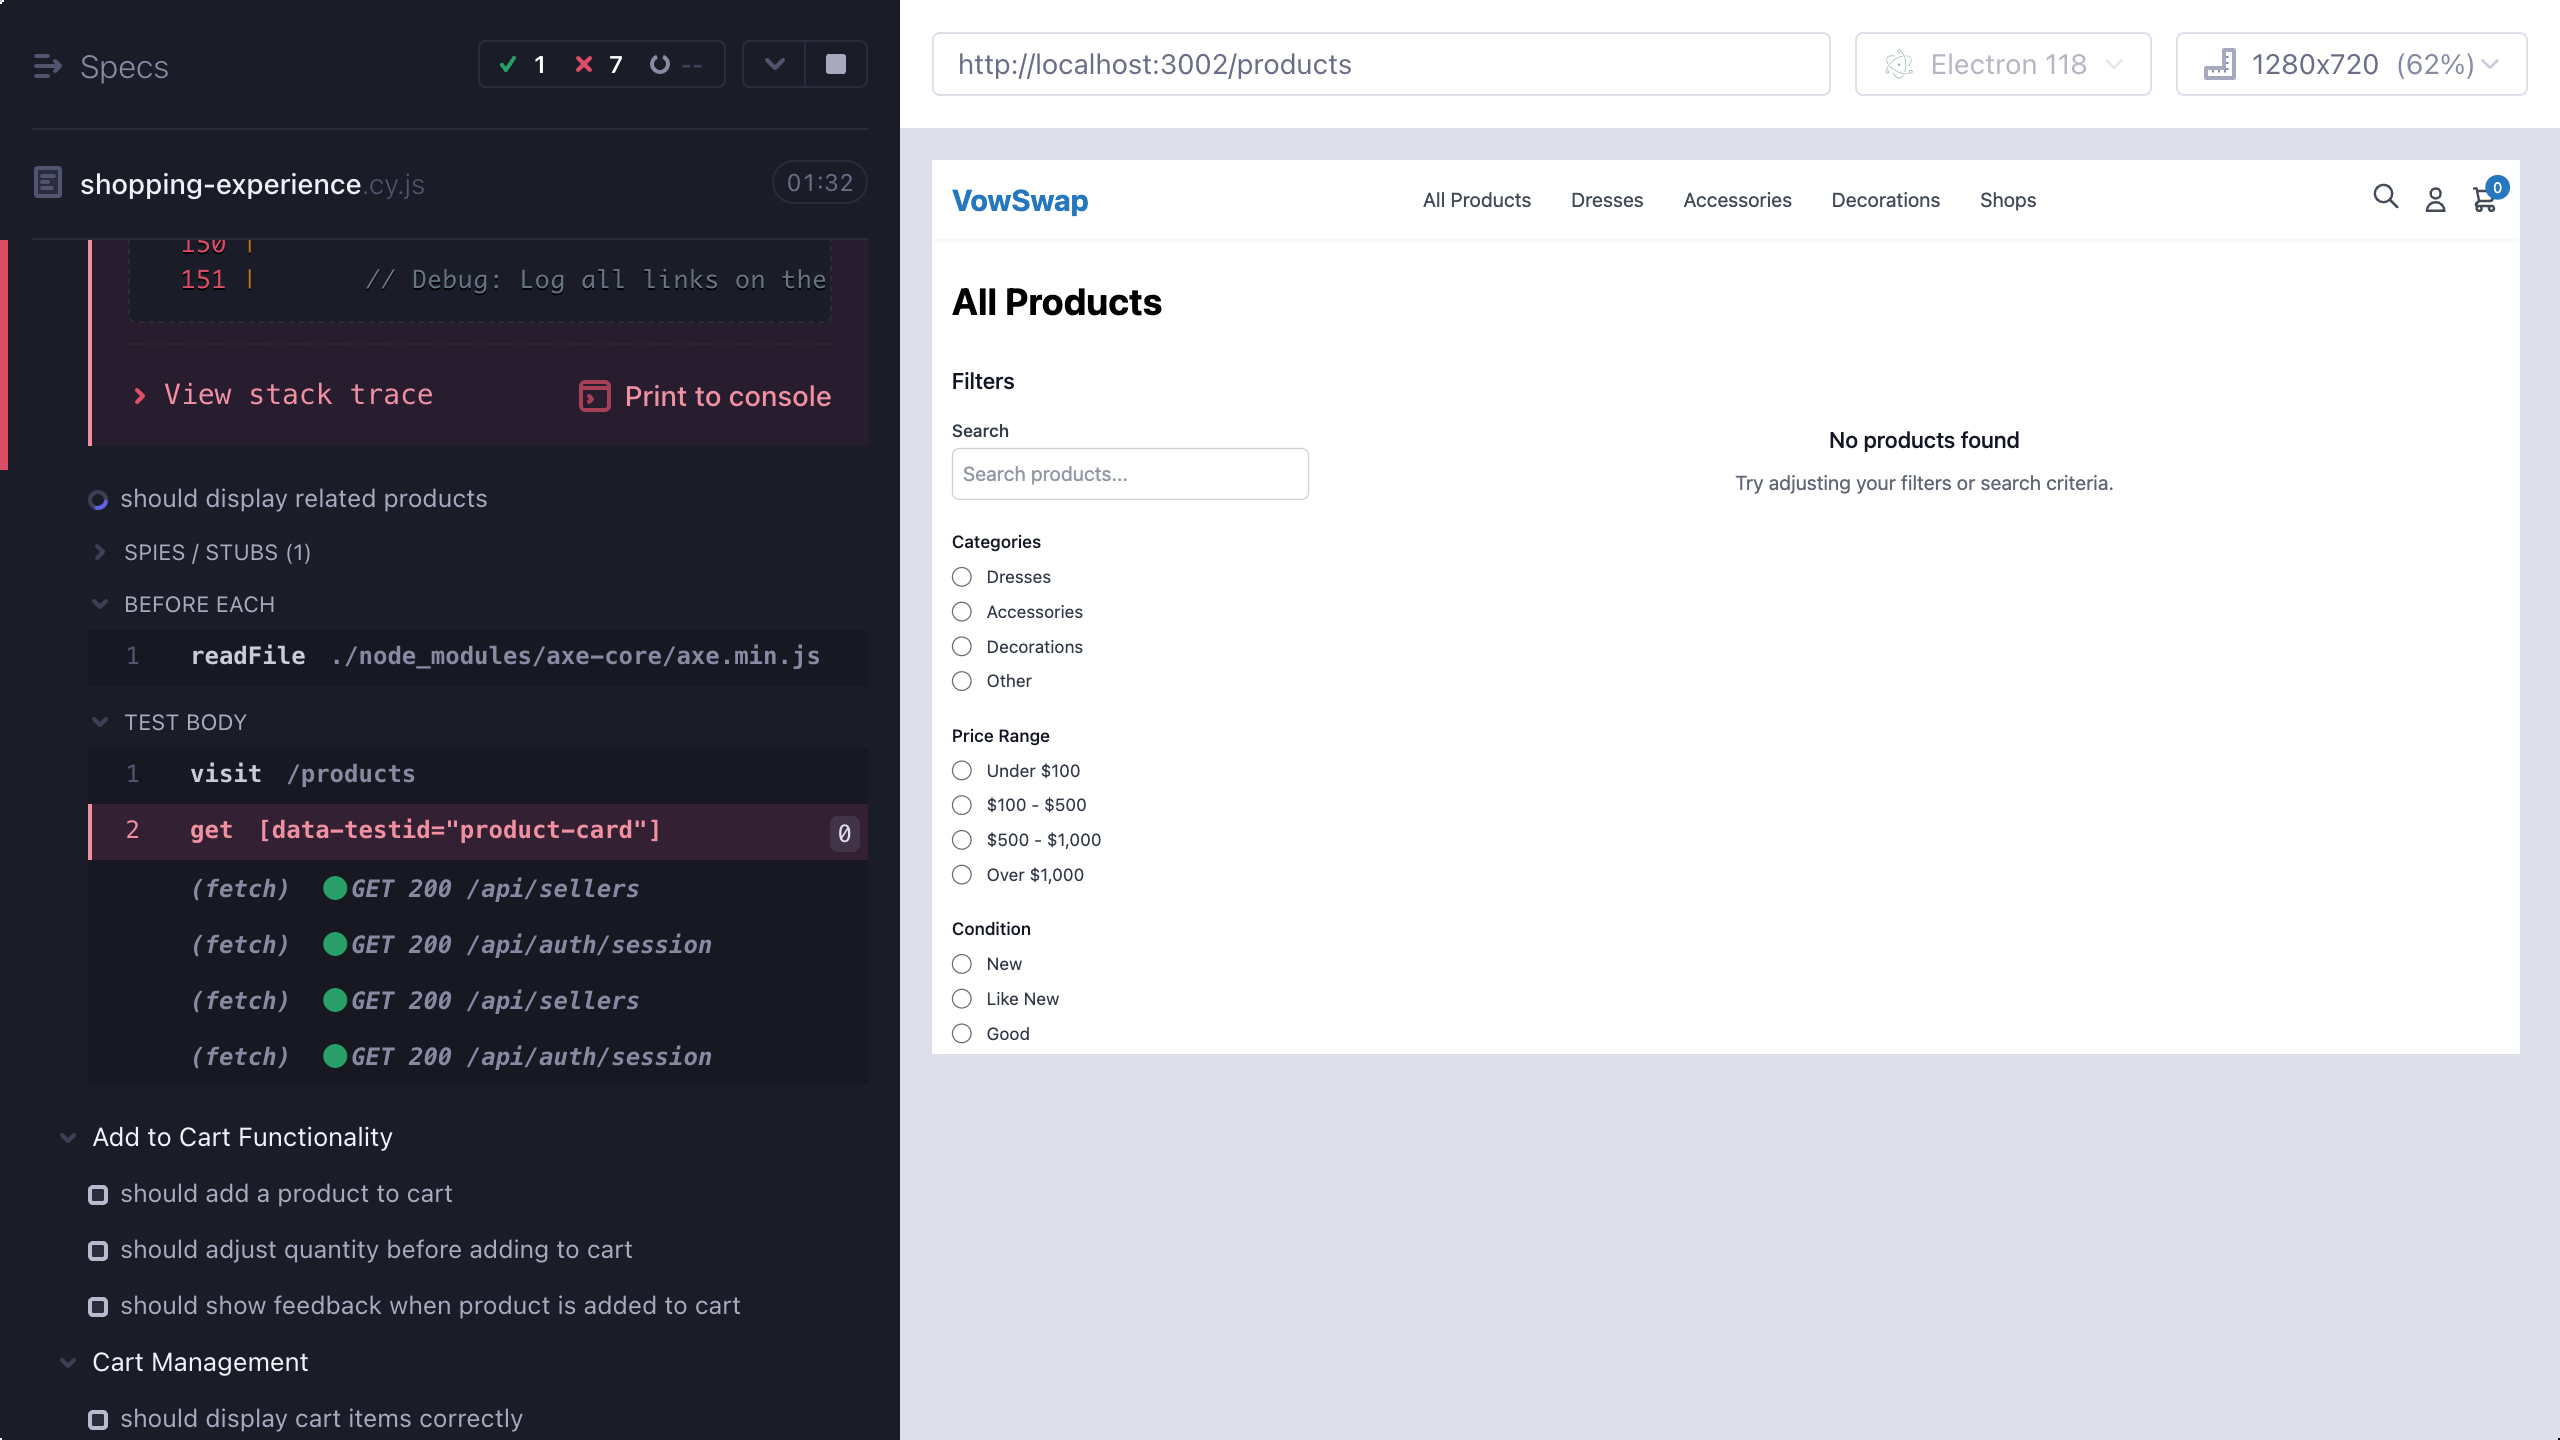 Specs
1
7
--
shopping-experience.cy.js
01:32
150 |
151 | // Debug: Log all links on the
View stack trace
Print to console
should display related products
SPIES / STUBS (1)
BEFORE EACH
1 readFile ./node_modules/axe-core/axe.min.js
TEST BODY
1 visit /products
2 get [data-testid="product-card"] 0
(fetch) GET 200 /api/sellers
(fetch) GET 200 /api/auth/session
(fetch) GET 200 /api/sellers
(fetch) GET 200 /api/auth/session
Add to Cart Functionality
should add a product to cart
should adjust quantity before adding to cart
should show feedback when product is added to cart
Cart Management
should display cart items correctly
http://localhost:3002/products
Electron 118
1280x720 (62%)
VowSwap
All Products
Dresses
Accessories
Decorations
Shops
0
All Products
Filters
Search
Search products...
Categories
Dresses
Accessories
Decorations
Other
Price Range
Under $100
$100 - $500
$500 - $1,000
Over $1,000
Condition
New
Like New
Good
No products found
Try adjusting your filters or search criteria.